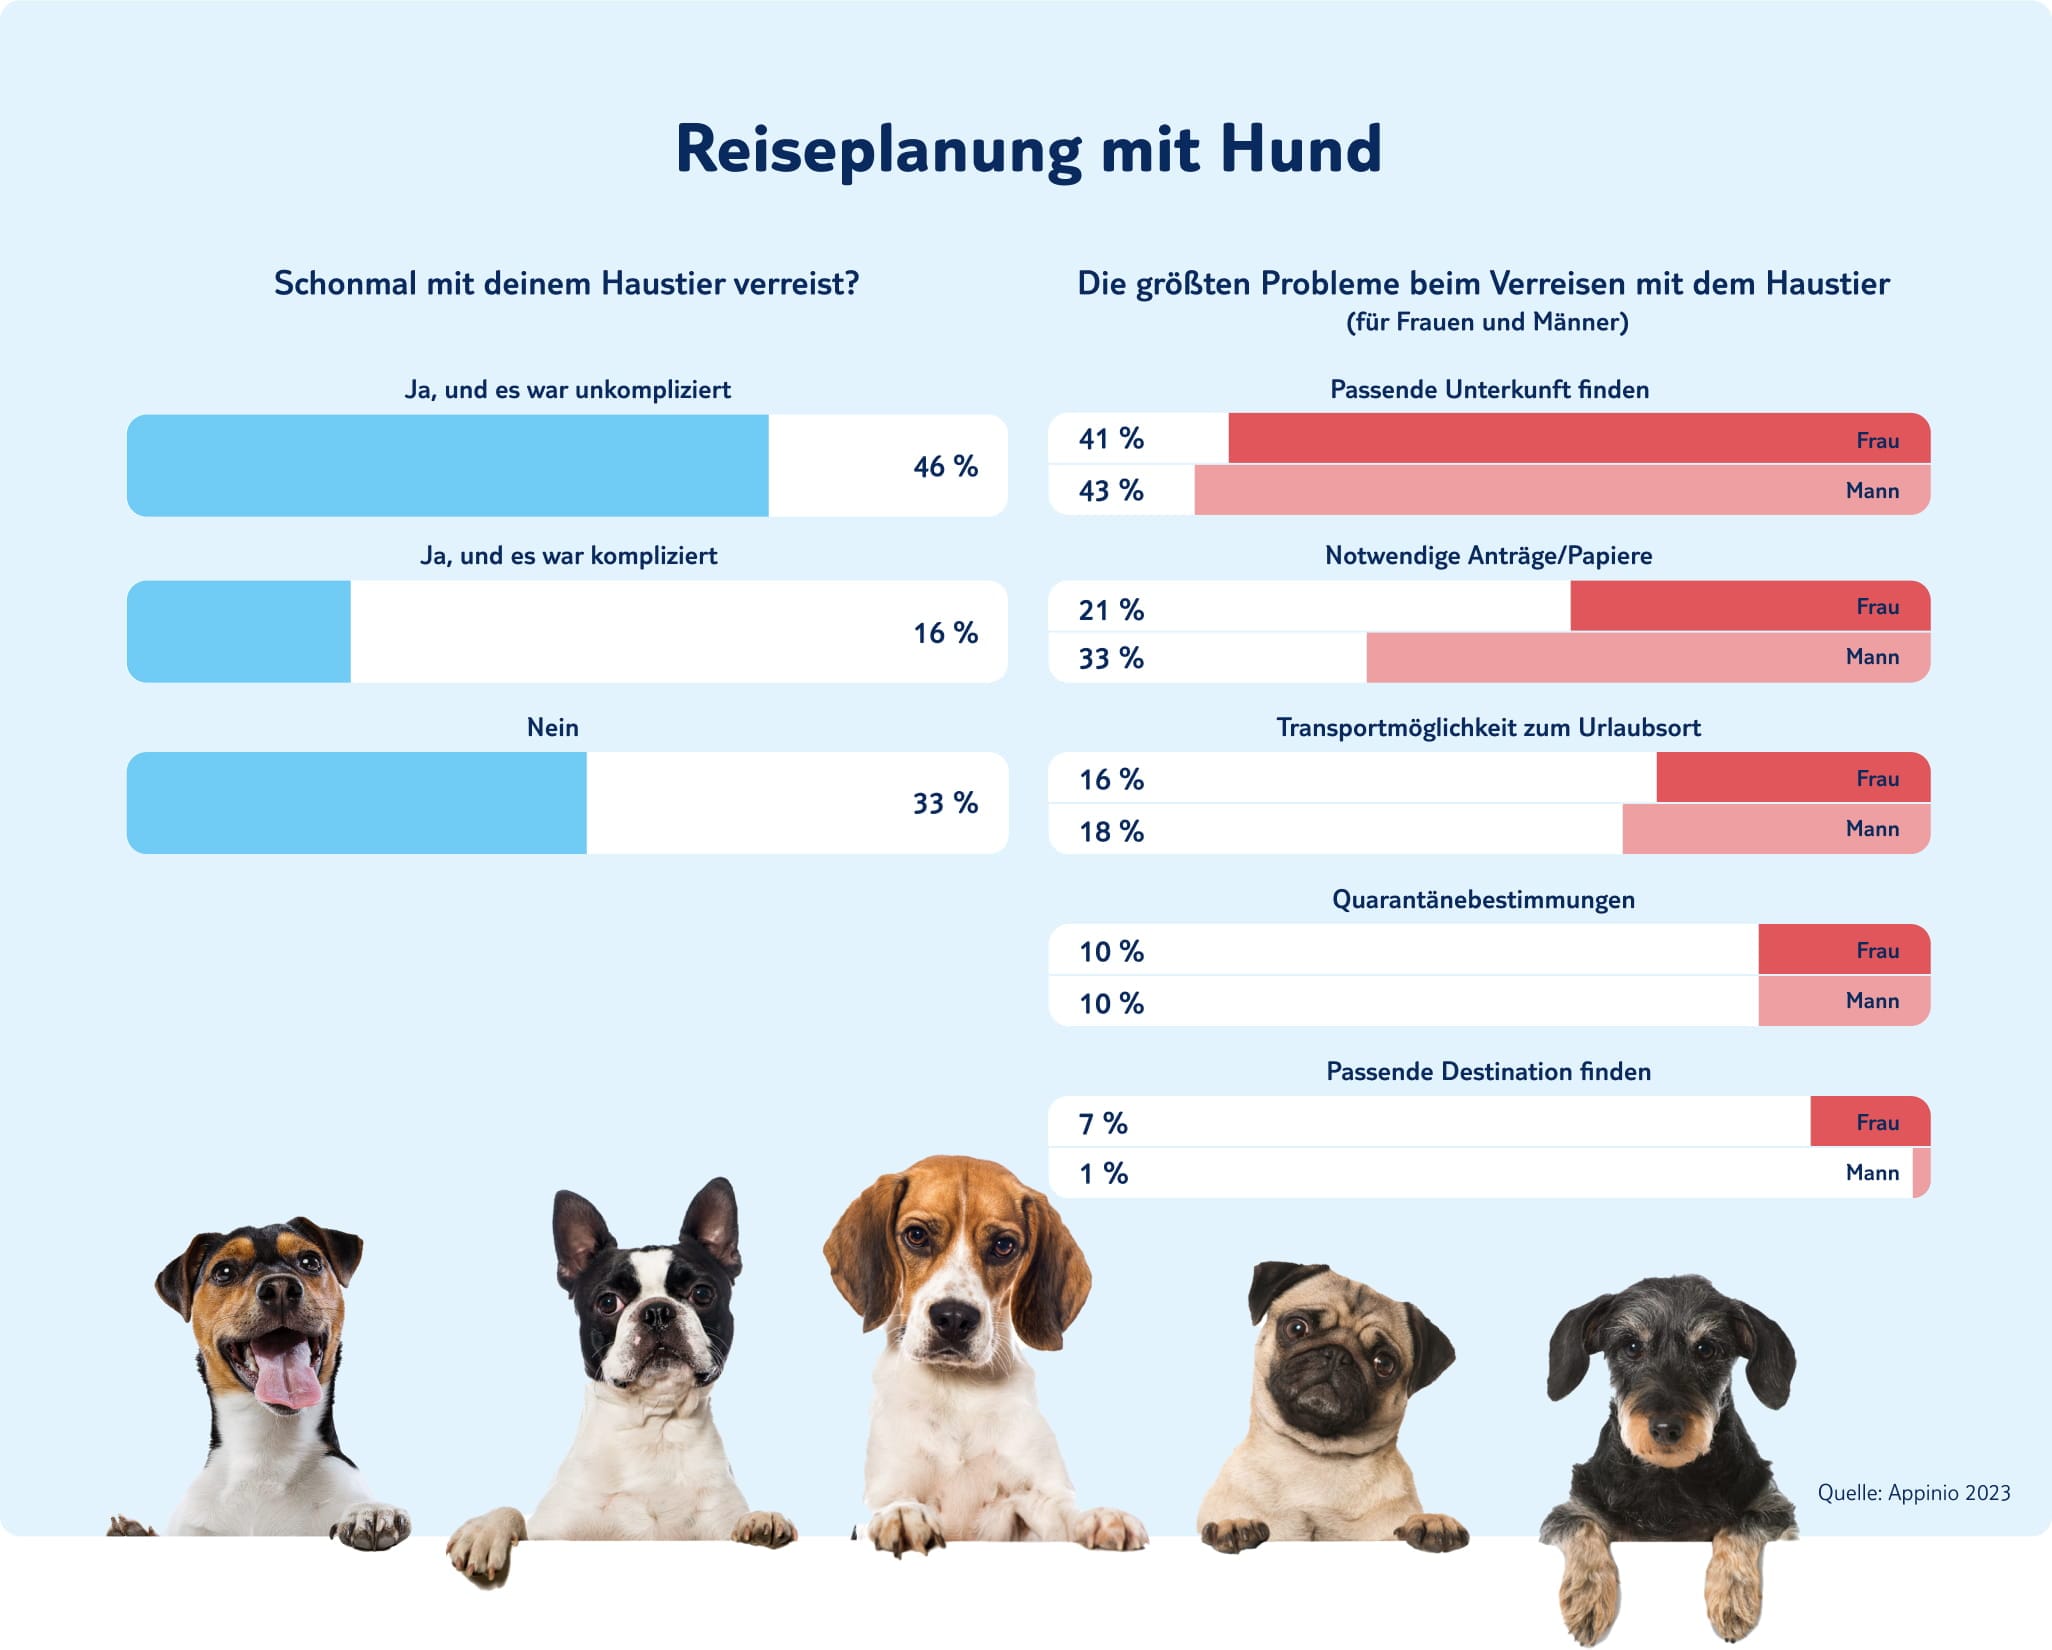 Reiseplanung mit Hund
Schonmal mit deinem Haustier verreist?
Ja, und es war unkompliziert
46 %
Ja, und es war kompliziert
16 %
Nein
33 %
Die größten Probleme beim Verreisen mit dem Haustier
(für Frauen und Männer)
Passende Unterkunft finden
41 % Frau
43 % Mann
Notwendige Anträge/Papiere
21 % Frau
33 % Mann
Transportmöglichkeit zum Urlaubsort
16 % Frau
18 % Mann
Quarantänebestimmungen
10 % Frau
10 % Mann
Passende Destination finden
7 % Frau
1 % Mann
Quelle: Appinio 2023